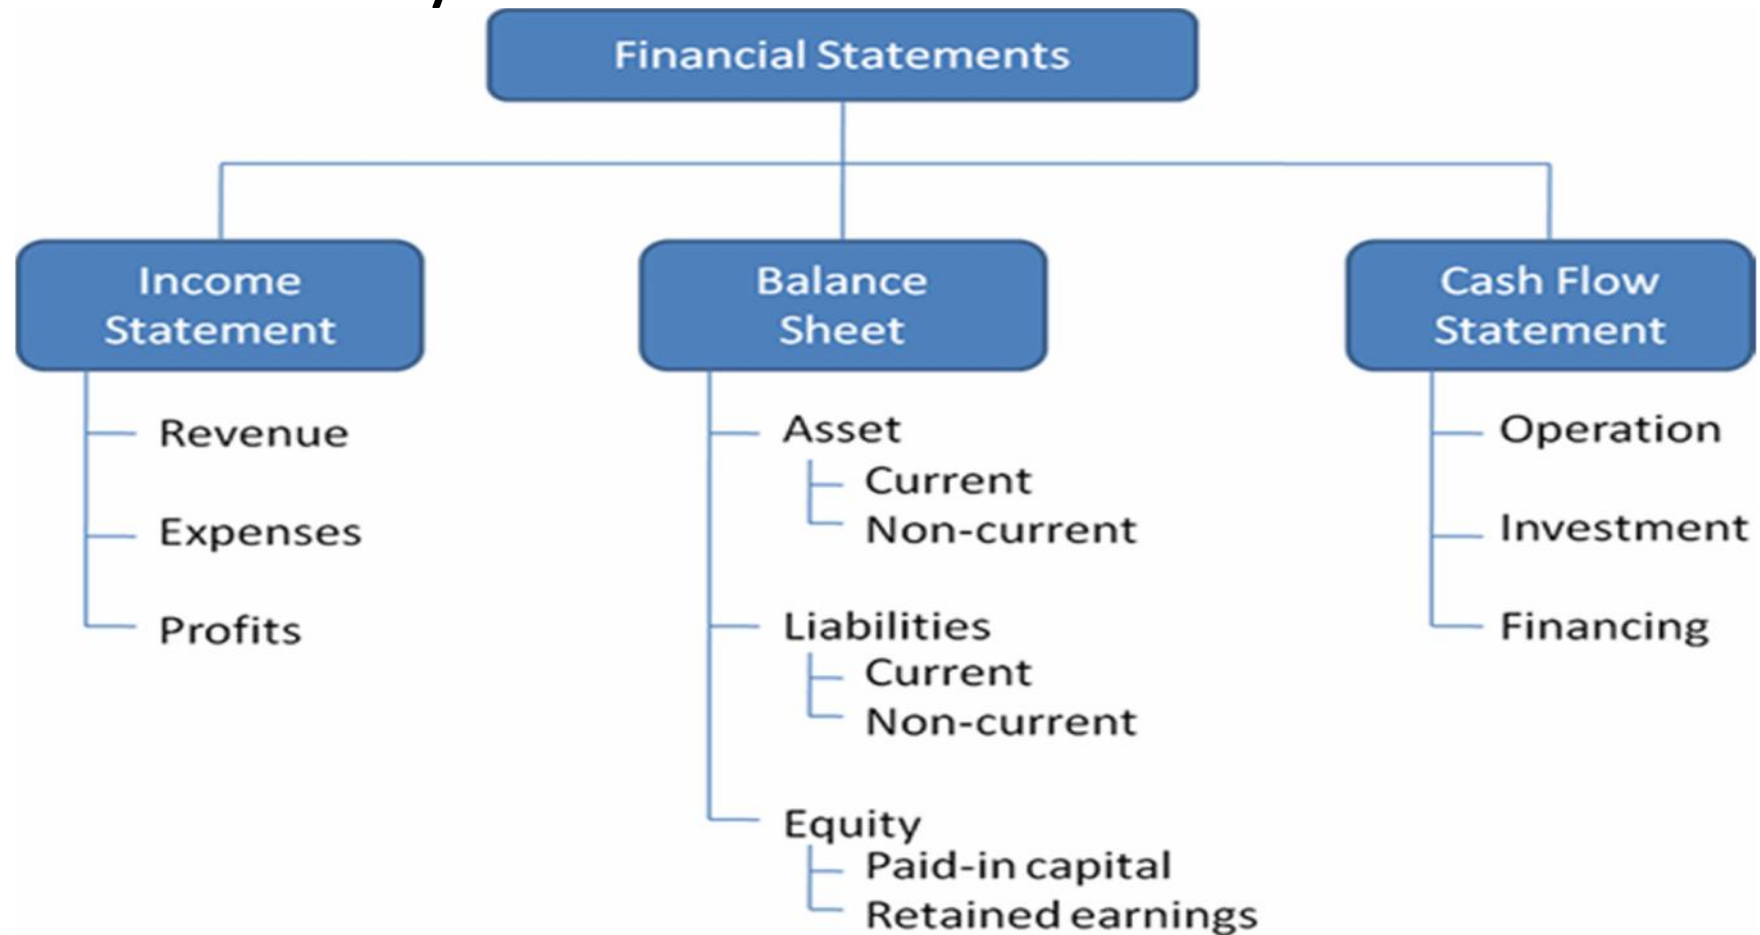 Financial Statements
Income
Statement
Revenue
Expenses
Profits
Balance
Sheet
Asset
Current
Non-current
Liabilities
Current
Non-current
Equity
Paid-in capital
Retained earnings
Cash Flow
Statement
Operation
Investment
Financing